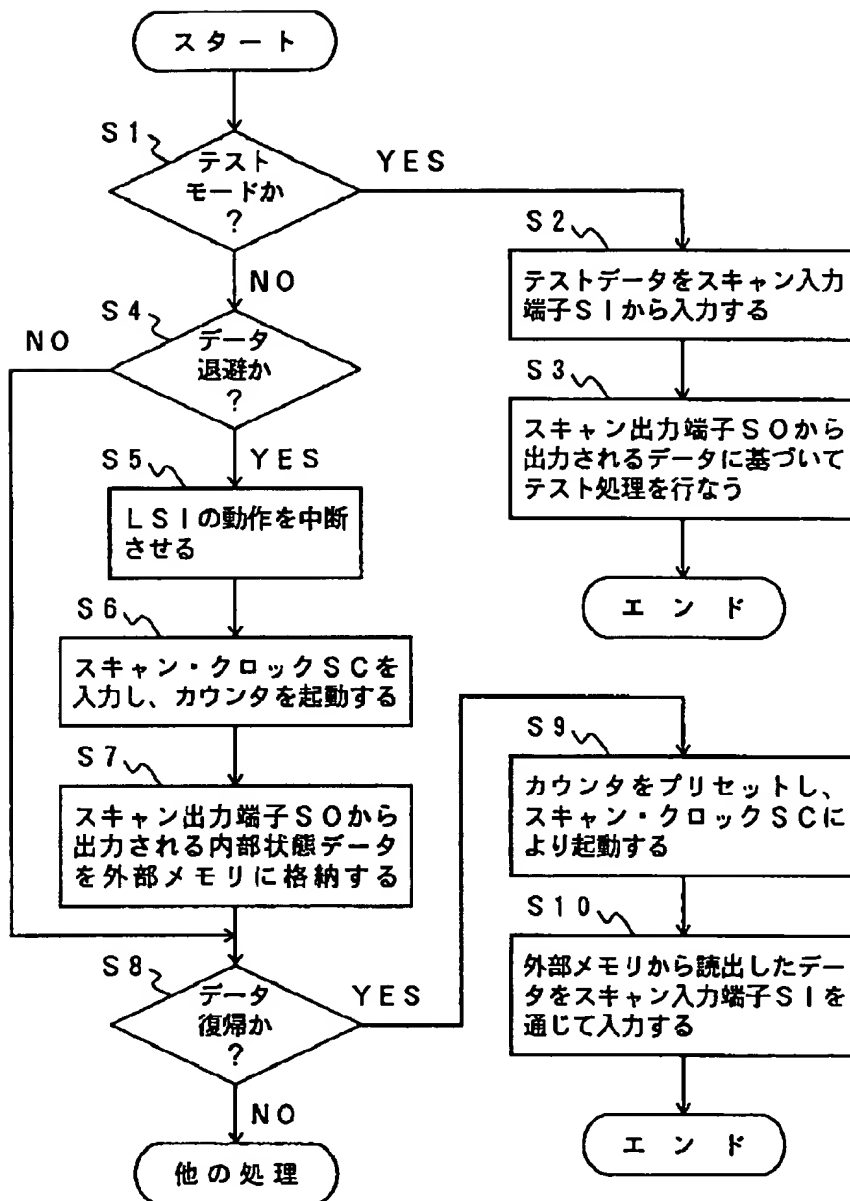 スタート
S1
テスト
モードか
?
YES
NO
S2
テストデータをスキャン入力
端子SIから入力する
S3
スキャン出力端子SOから
出力されるデータに基づいて
テスト処理を行なう
エンド
S4
データ
退避か
?
NO
YES
S5
LSIの動作を中断
させる
S6
スキャン・クロックSCを
入力し、カウンタを起動する
S7
スキャン出力端子SOから
出力される内部状態データ
を外部メモリに格納する
S8
データ
復帰か
?
YES
NO
他の処理
S9
カウンタをプリセットし、
スキャン・クロックSCに
より起動する
S10
外部メモリから読出したデー
タをスキャン入力端子SIを
通じて入力する
エンド